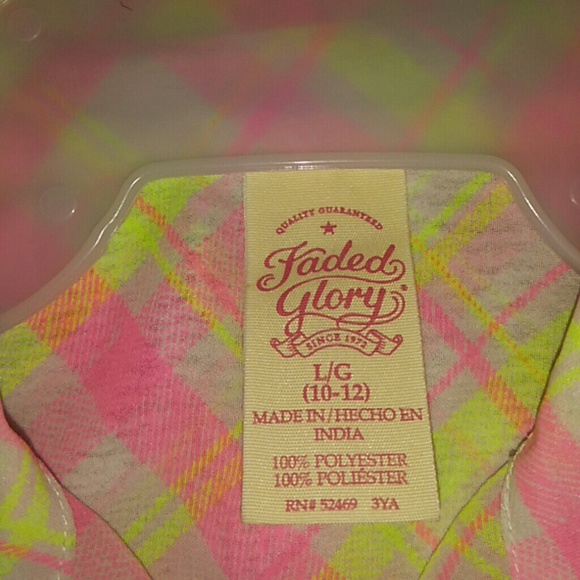 QUALITY GUARANTEED
Faded
Glory
SINCE 1972
L/G
(10-12)
MADE IN/HECHO EN
INDIA
100% POLYESTER
100% POLIÉSTER
RN# 52469 3YA